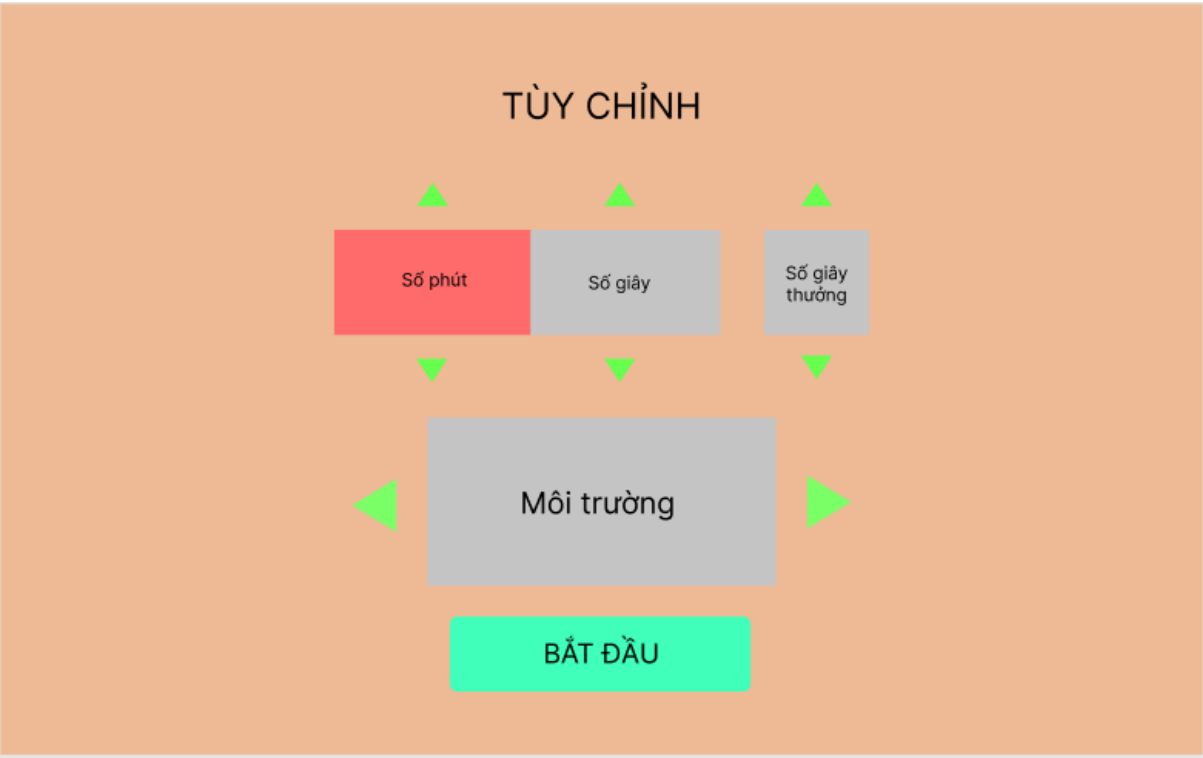 TÙY CHỈNH
Số phút
Số giây
Số giây
thưởng
Môi trường
BẮT ĐẦU